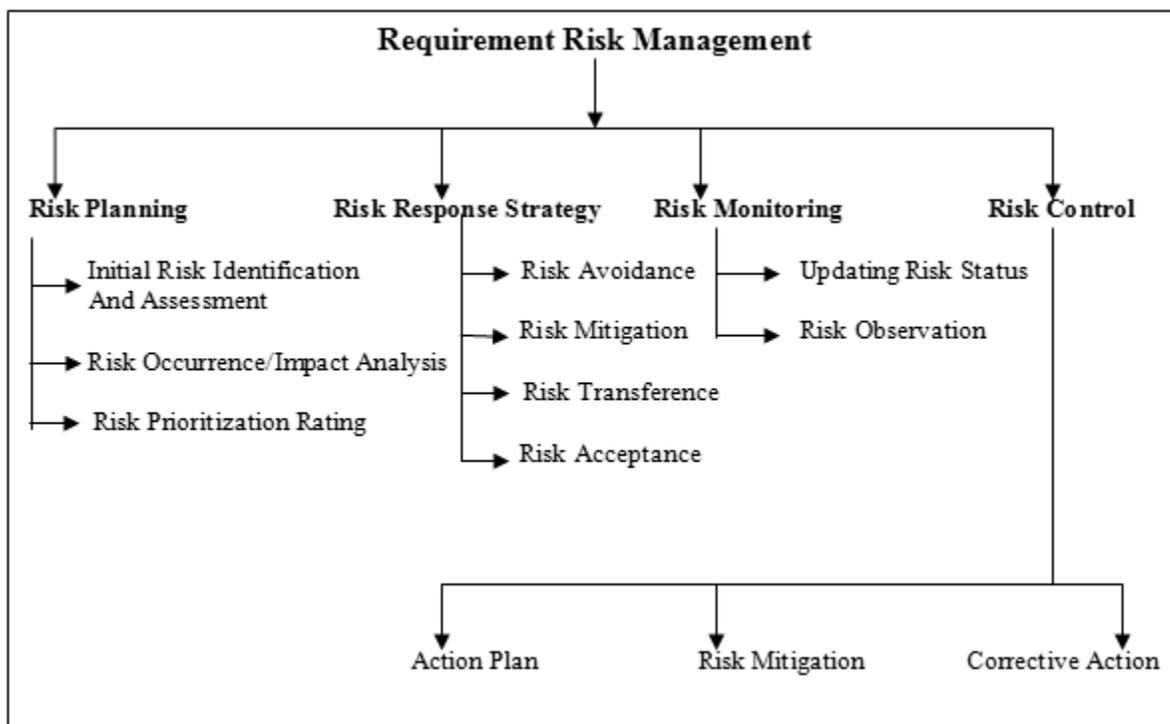 Requirement Risk Management
Risk Planning
Risk Response Strategy
Risk Monitoring
Risk Control
Initial Risk Identification
And Assessment
Risk Occurrence/Impact Analysis
Risk Prioritization Rating
Risk Avoidance
Risk Mitigation
Risk Transference
Risk Acceptance
Updating Risk Status
Risk Observation
Action Plan
Risk Mitigation
Corrective Action